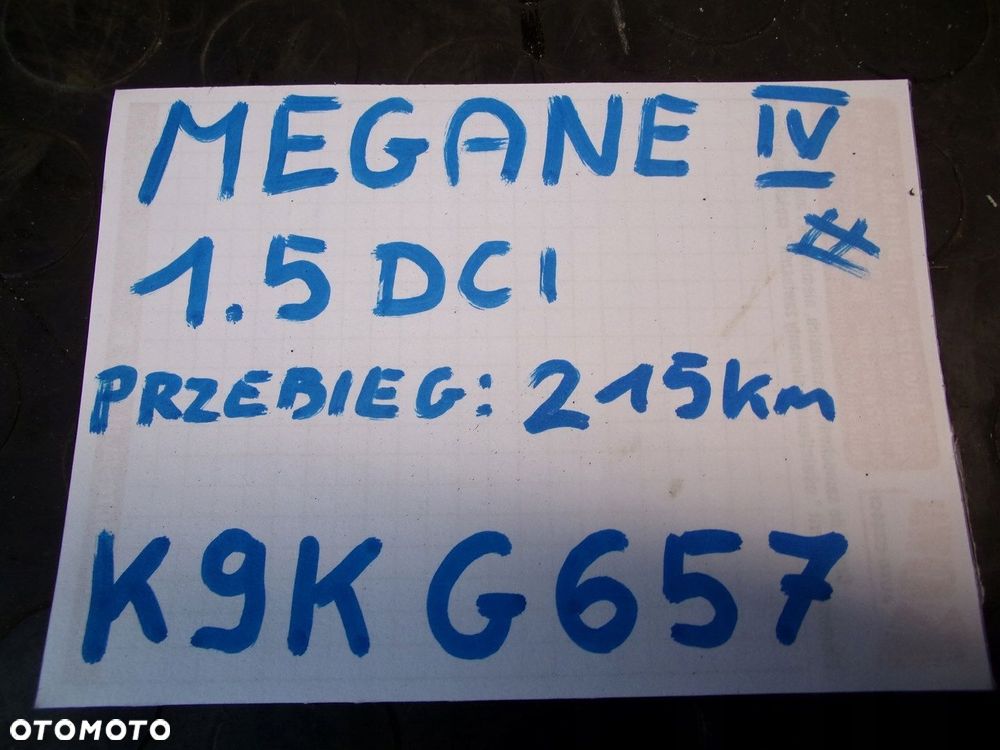 MEGANE IV
#
1.5 DCI
PRZEBIEG: 215km
K9K G657
OTOMOTO